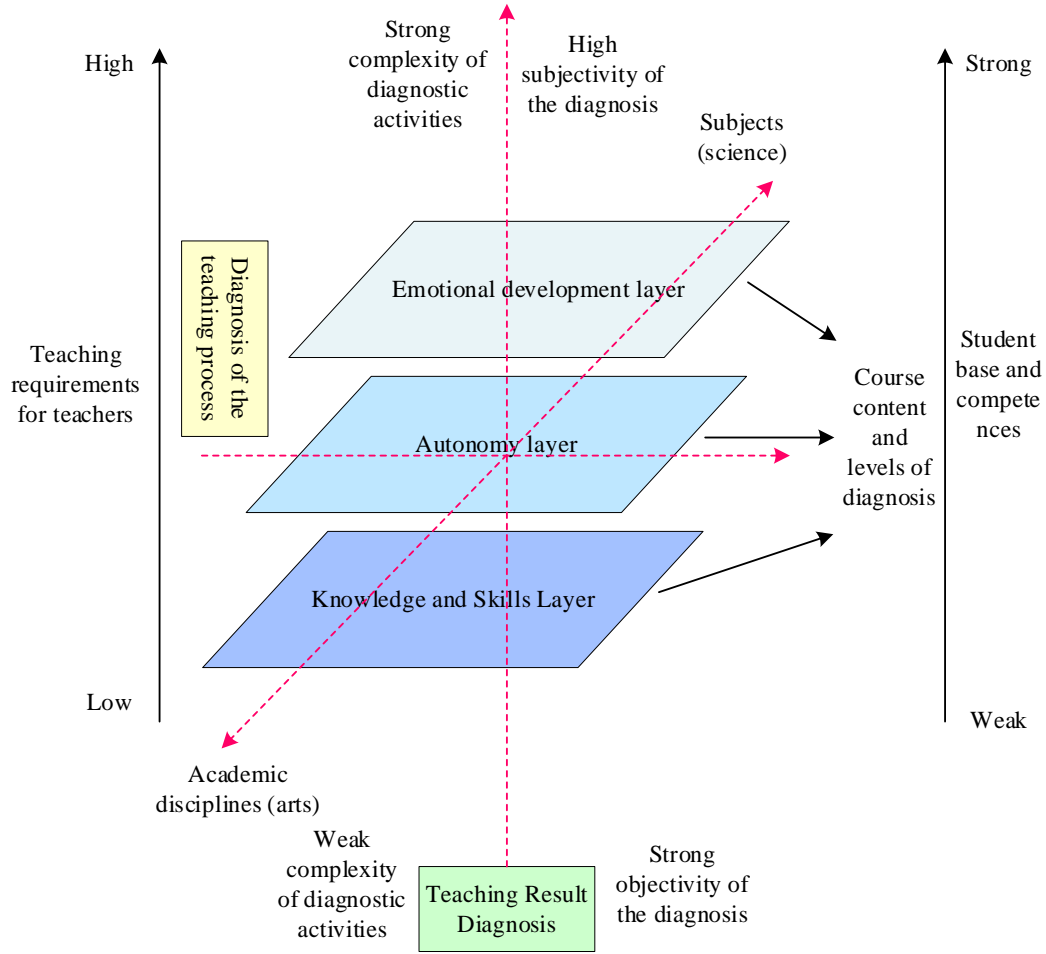 Strong
complexity of
diagnostic
activities
High
subjectivity of
the diagnosis
High
Strong
Subjects
(science)
Diagnosis of the
teaching process
Emotional development layer
Teaching
requirements
for teachers
Autonomy layer
Course
content
and
levels of
diagnosis
Student
base and
compete
nces
Knowledge and Skills Layer
Low
Weak
Academic
disciplines (arts)
Weak
complexity
of diagnostic
activities
Teaching Result
Diagnosis
Strong
objectivity of
the diagnosis